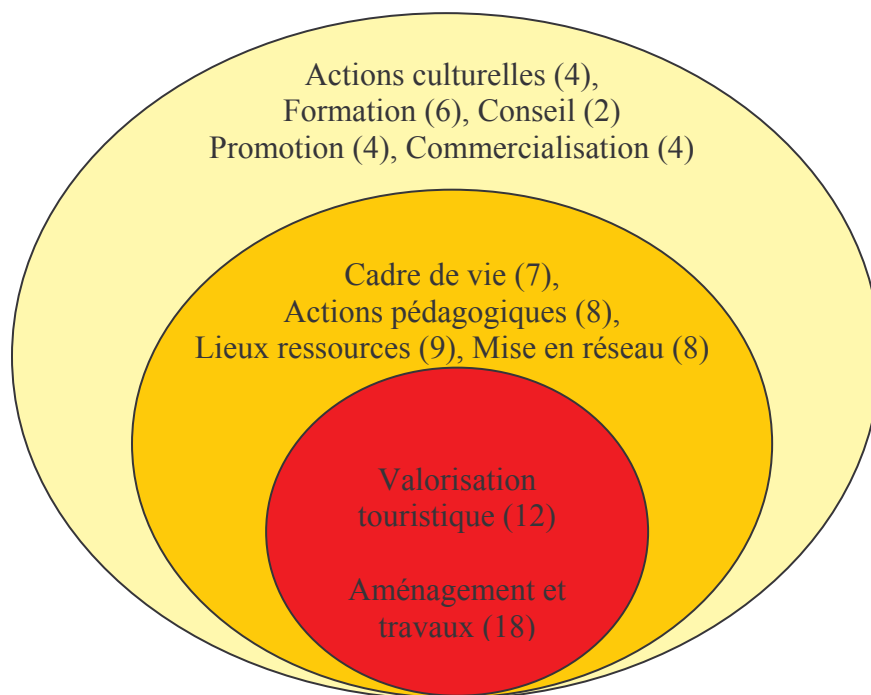 Actions culturelles (4),
Formation (6), Conseil (2)
Promotion (4), Commercialisation (4)
Cadre de vie (7),
Actions pédagogiques (8),
Lieux ressources (9), Mise en réseau (8)
Valorisation
touristique (12)
Aménagement et
travaux (18)